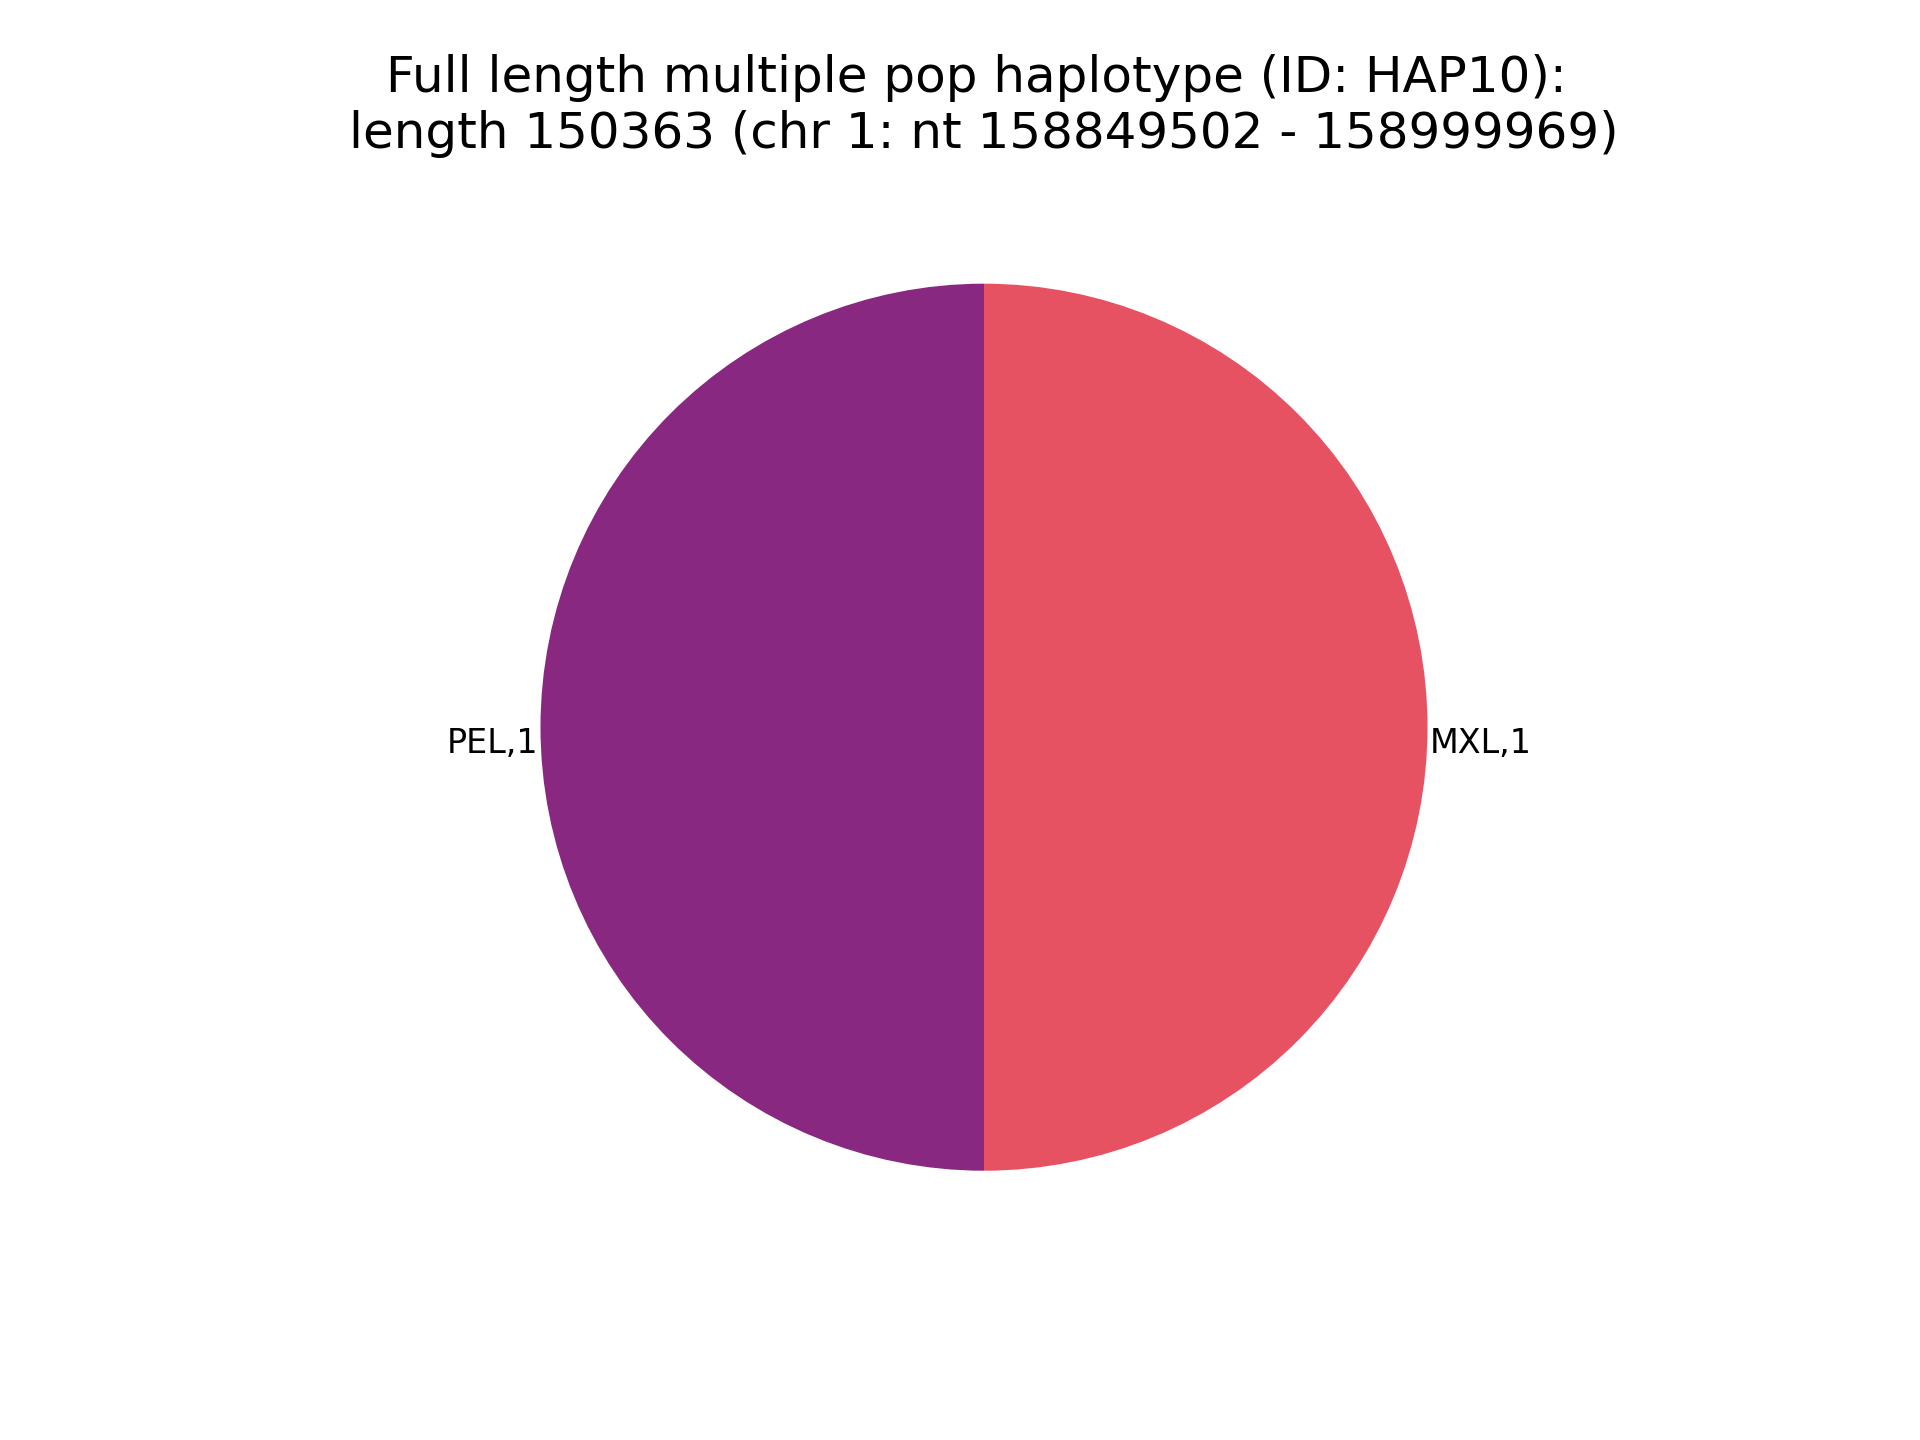 Full length multiple pop haplotype (ID: HAP10):
length 150363 (chr 1: nt 158849502 - 158999969)
PEL,1
MXL,1